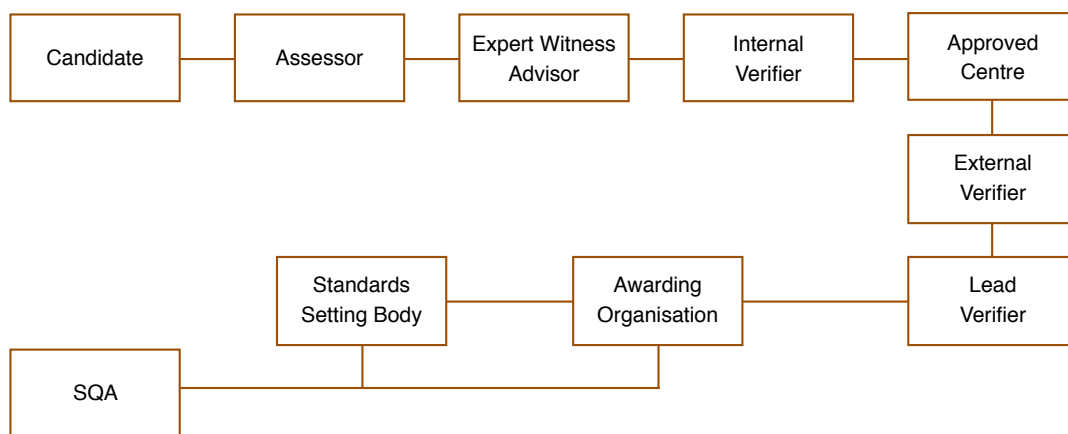 Candidate
Assessor
Expert Witness
Advisor
Internal
Verifier
Approved
Centre
External
Verifier
Standards
Setting Body
Awarding
Organisation
Lead
Verifier
SQA